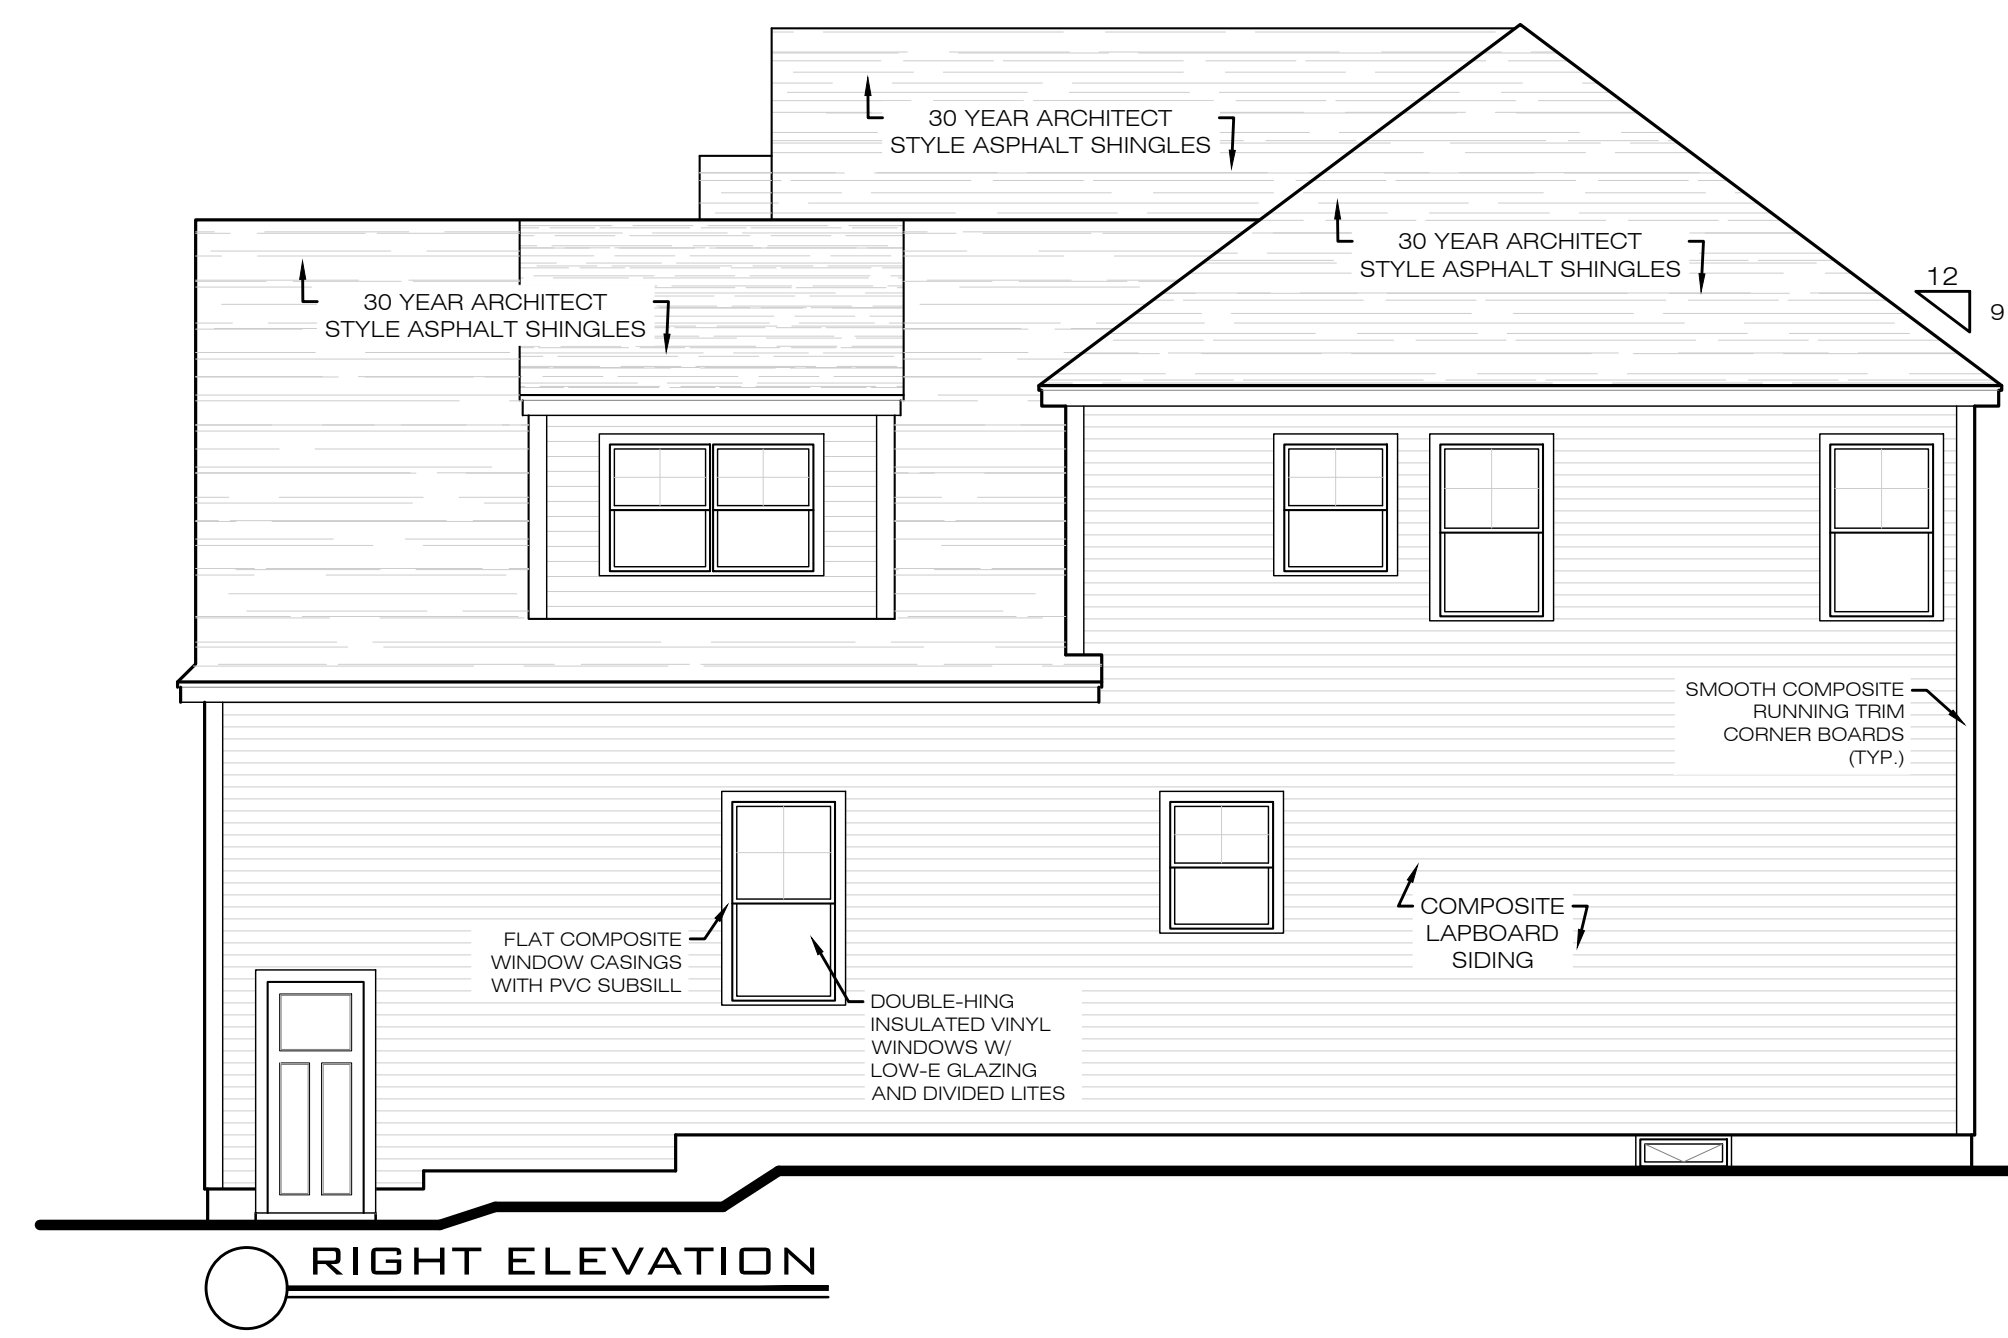 30 YEAR ARCHITECT
STYLE ASPHALT SHINGLES
30 YEAR ARCHITECT
STYLE ASPHALT SHINGLES
12
9
30 YEAR ARCHITECT
STYLE ASPHALT SHINGLES
SMOOTH COMPOSITE
RUNNING TRIM
CORNER BOARDS
(TYP.)
FLAT COMPOSITE
WINDOW CASINGS
WITH PVC SUBSILL
COMPOSITE
LAPBOARD
SIDING
DOUBLE-HING
INSULATED VINYL
WINDOWS W/
LOW-E GLAZING
AND DIVIDED LITES
RIGHT ELEVATION